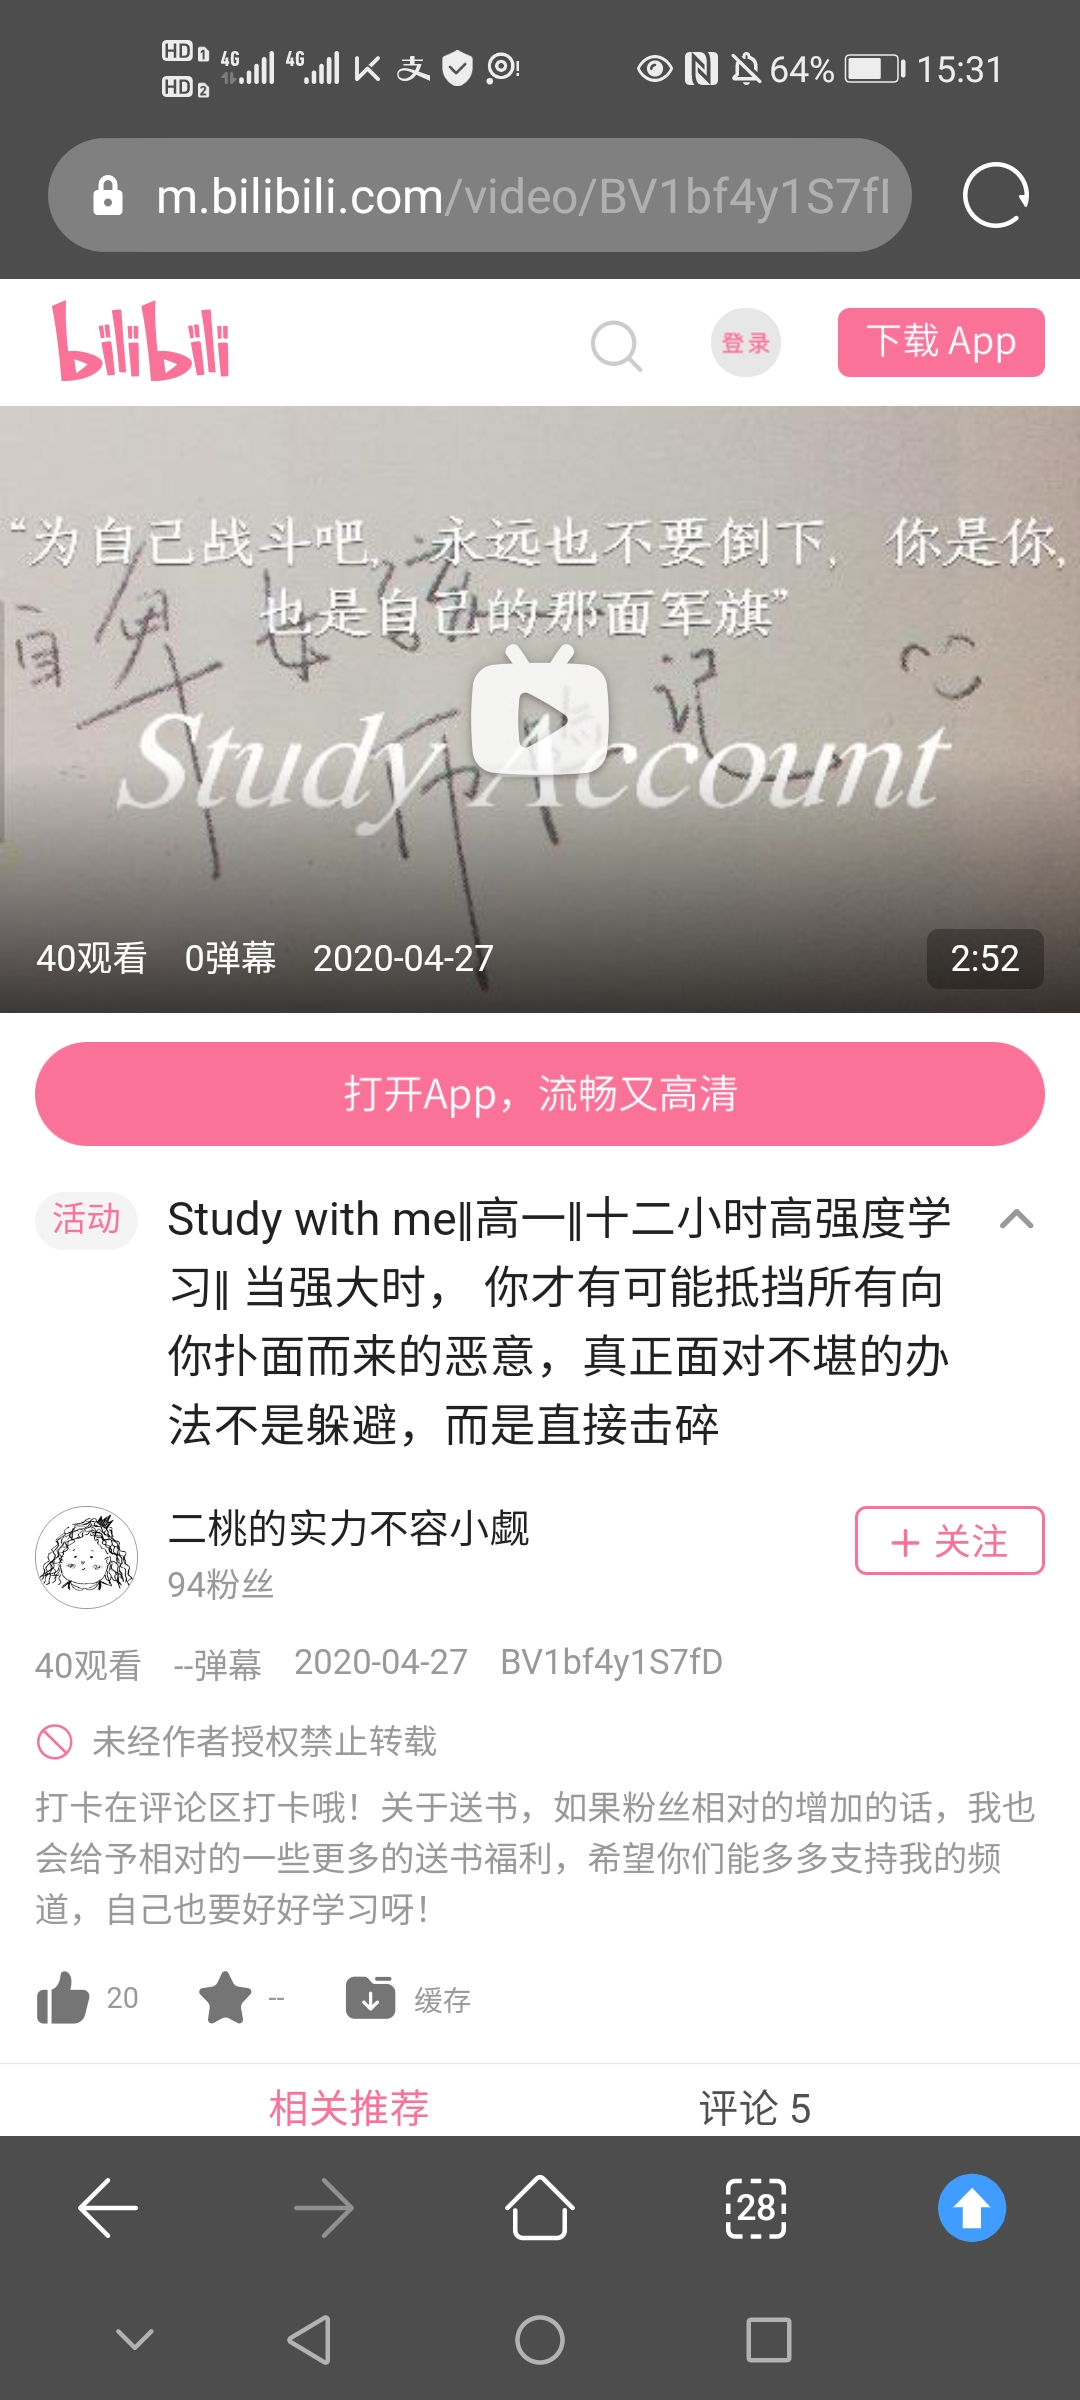 HD 1 4G 4G 支 64% 15:31
HD 2
m.bilibili.com/video/BV1bf4y1S7f
bilibili 登录 下载 App
“为自己战斗吧, 永远也不要倒下, 你是你,
也是自己的那面军旗”
自卑
Study Account
40观看 0弹幕 2020-04-27 2:52
打开App，流畅又高清
活动 Study with me‖高一‖十二小时高强度学
习‖ 当强大时， 你才有可能抵挡所有向
你扑面而来的恶意，真正面对不堪的办
法不是躲避，而是直接击碎
二桃的实力不容小觑
94粉丝
+ 关注
40观看 --弹幕 2020-04-27 BV1bf4y1S7fD
未经作者授权禁止转载
打卡在评论区打卡哦！关于送书，如果粉丝相对的增加的话，我也
会给予相对的一些更多的送书福利，希望你们能多多支持我的频
道，自己也要好好学习呀！
20 -- 缓存
相关推荐 评论 5
28